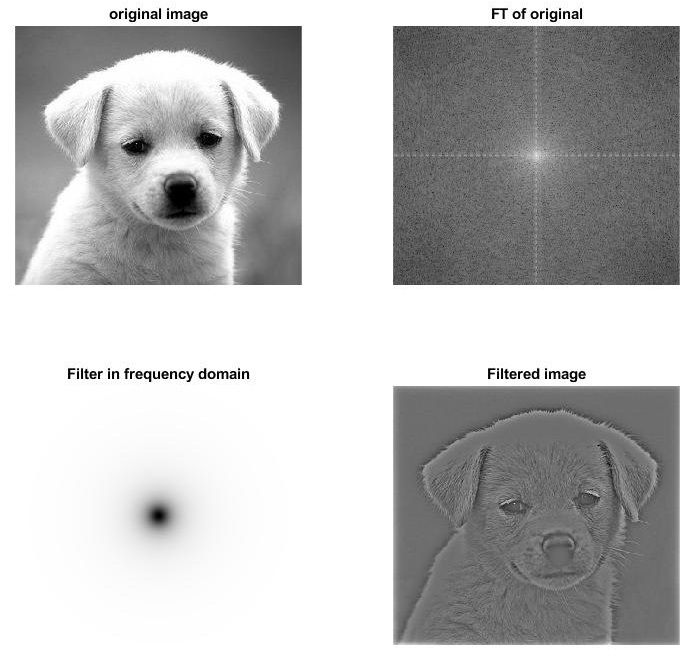 original image
FT of original
Filter in frequency domain
Filtered image